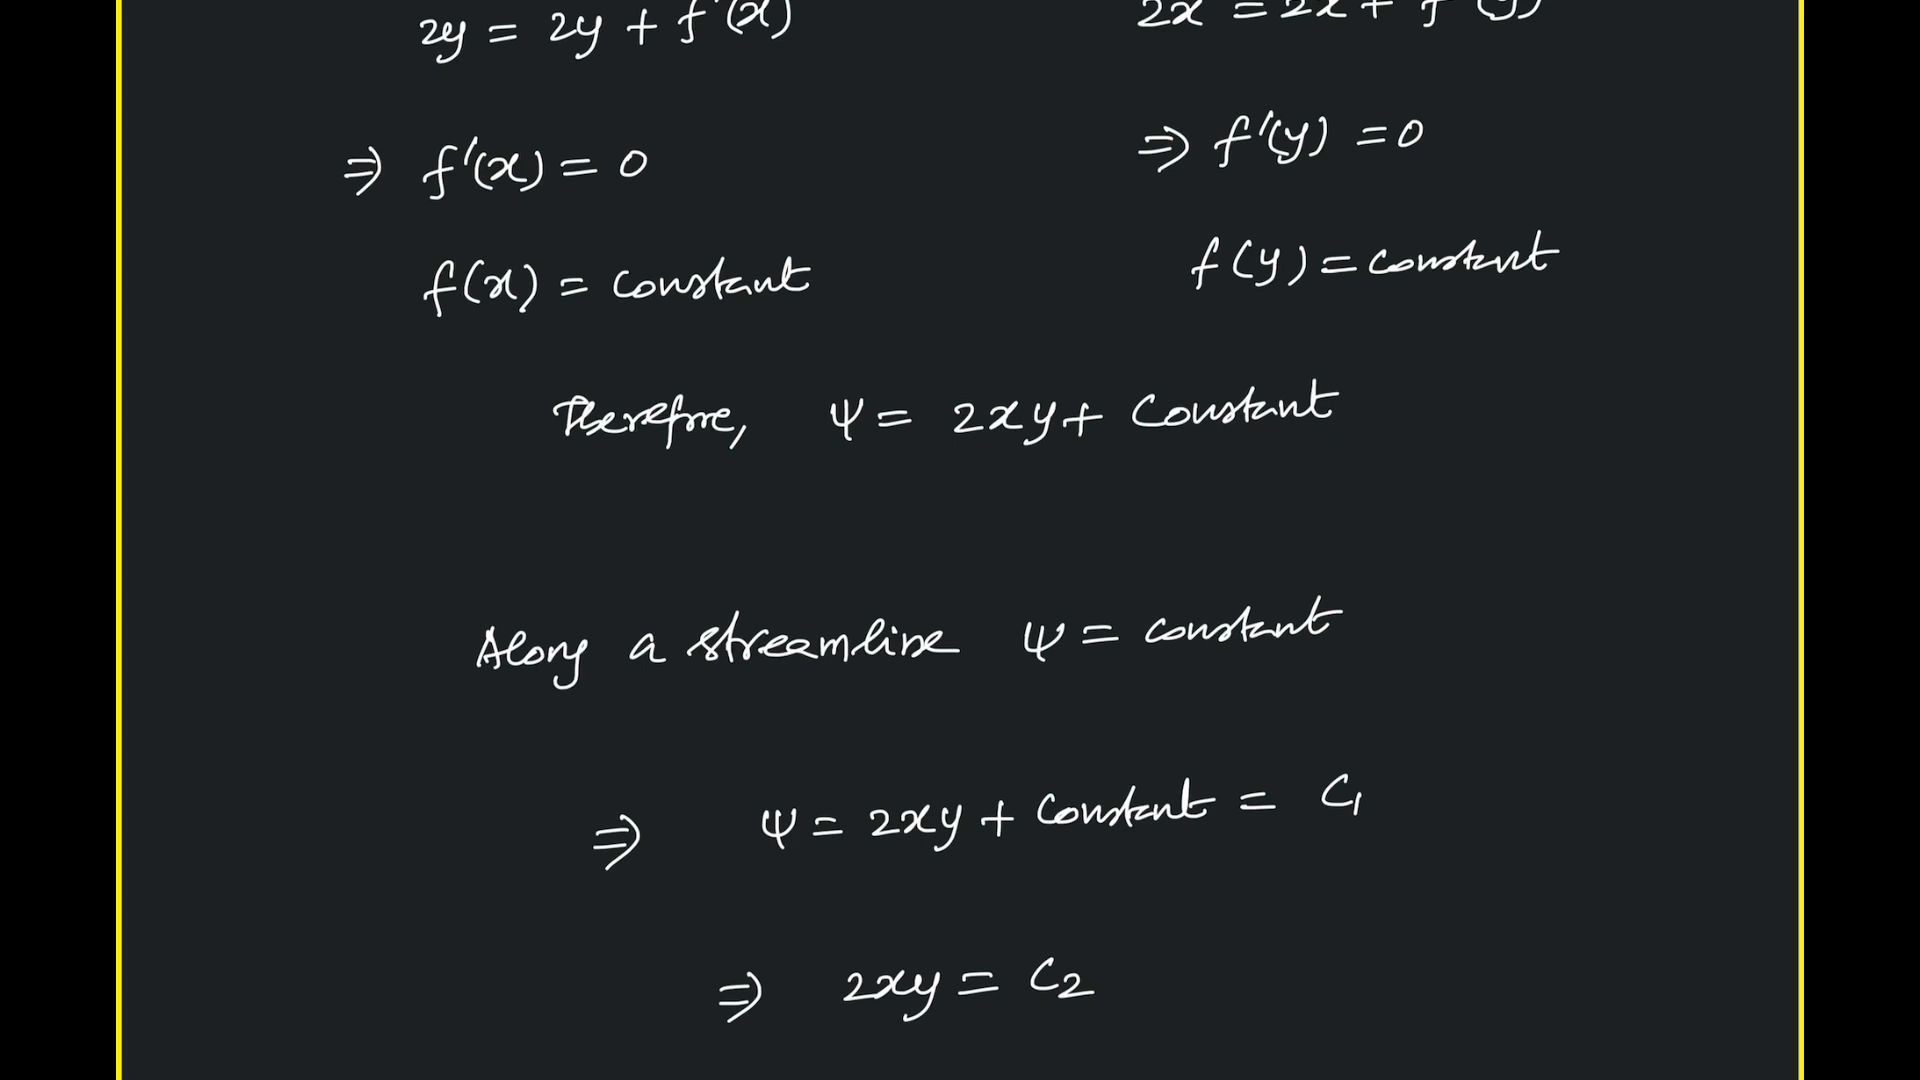 2y = 2y + f'(x)
2x = 2x + f'(y)
⇒ f'(x) = 0
⇒ f'(y) = 0
f(x) = constant
f(y) = constant
Therefore, ψ = 2xy + Constant
Along a streamline ψ = constant
⇒ ψ = 2xy + Constant = C₁
⇒ 2xy = C₂